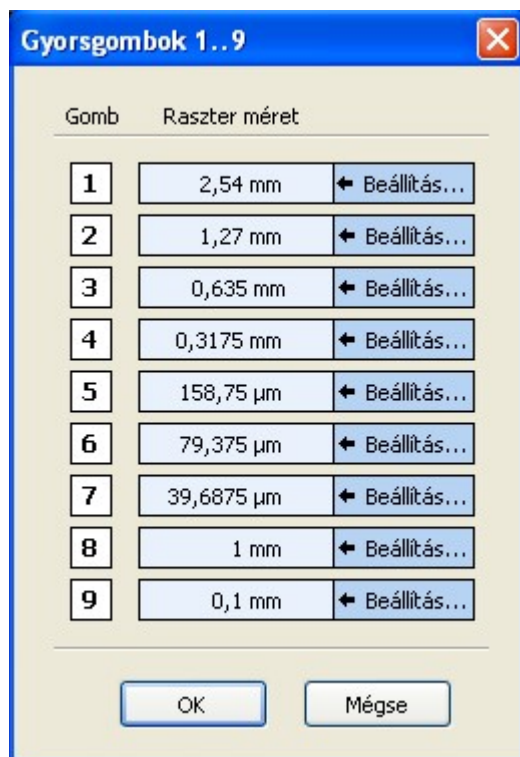 Gyorsgombok 1..9
Gomb Raszter méret
1 2,54 mm Beállítás...
2 1,27 mm Beállítás...
3 0,635 mm Beállítás...
4 0,3175 mm Beállítás...
5 158,75 µm Beállítás...
6 79,375 µm Beállítás...
7 39,6875 µm Beállítás...
8 1 mm Beállítás...
9 0,1 mm Beállítás...
OK Mégse